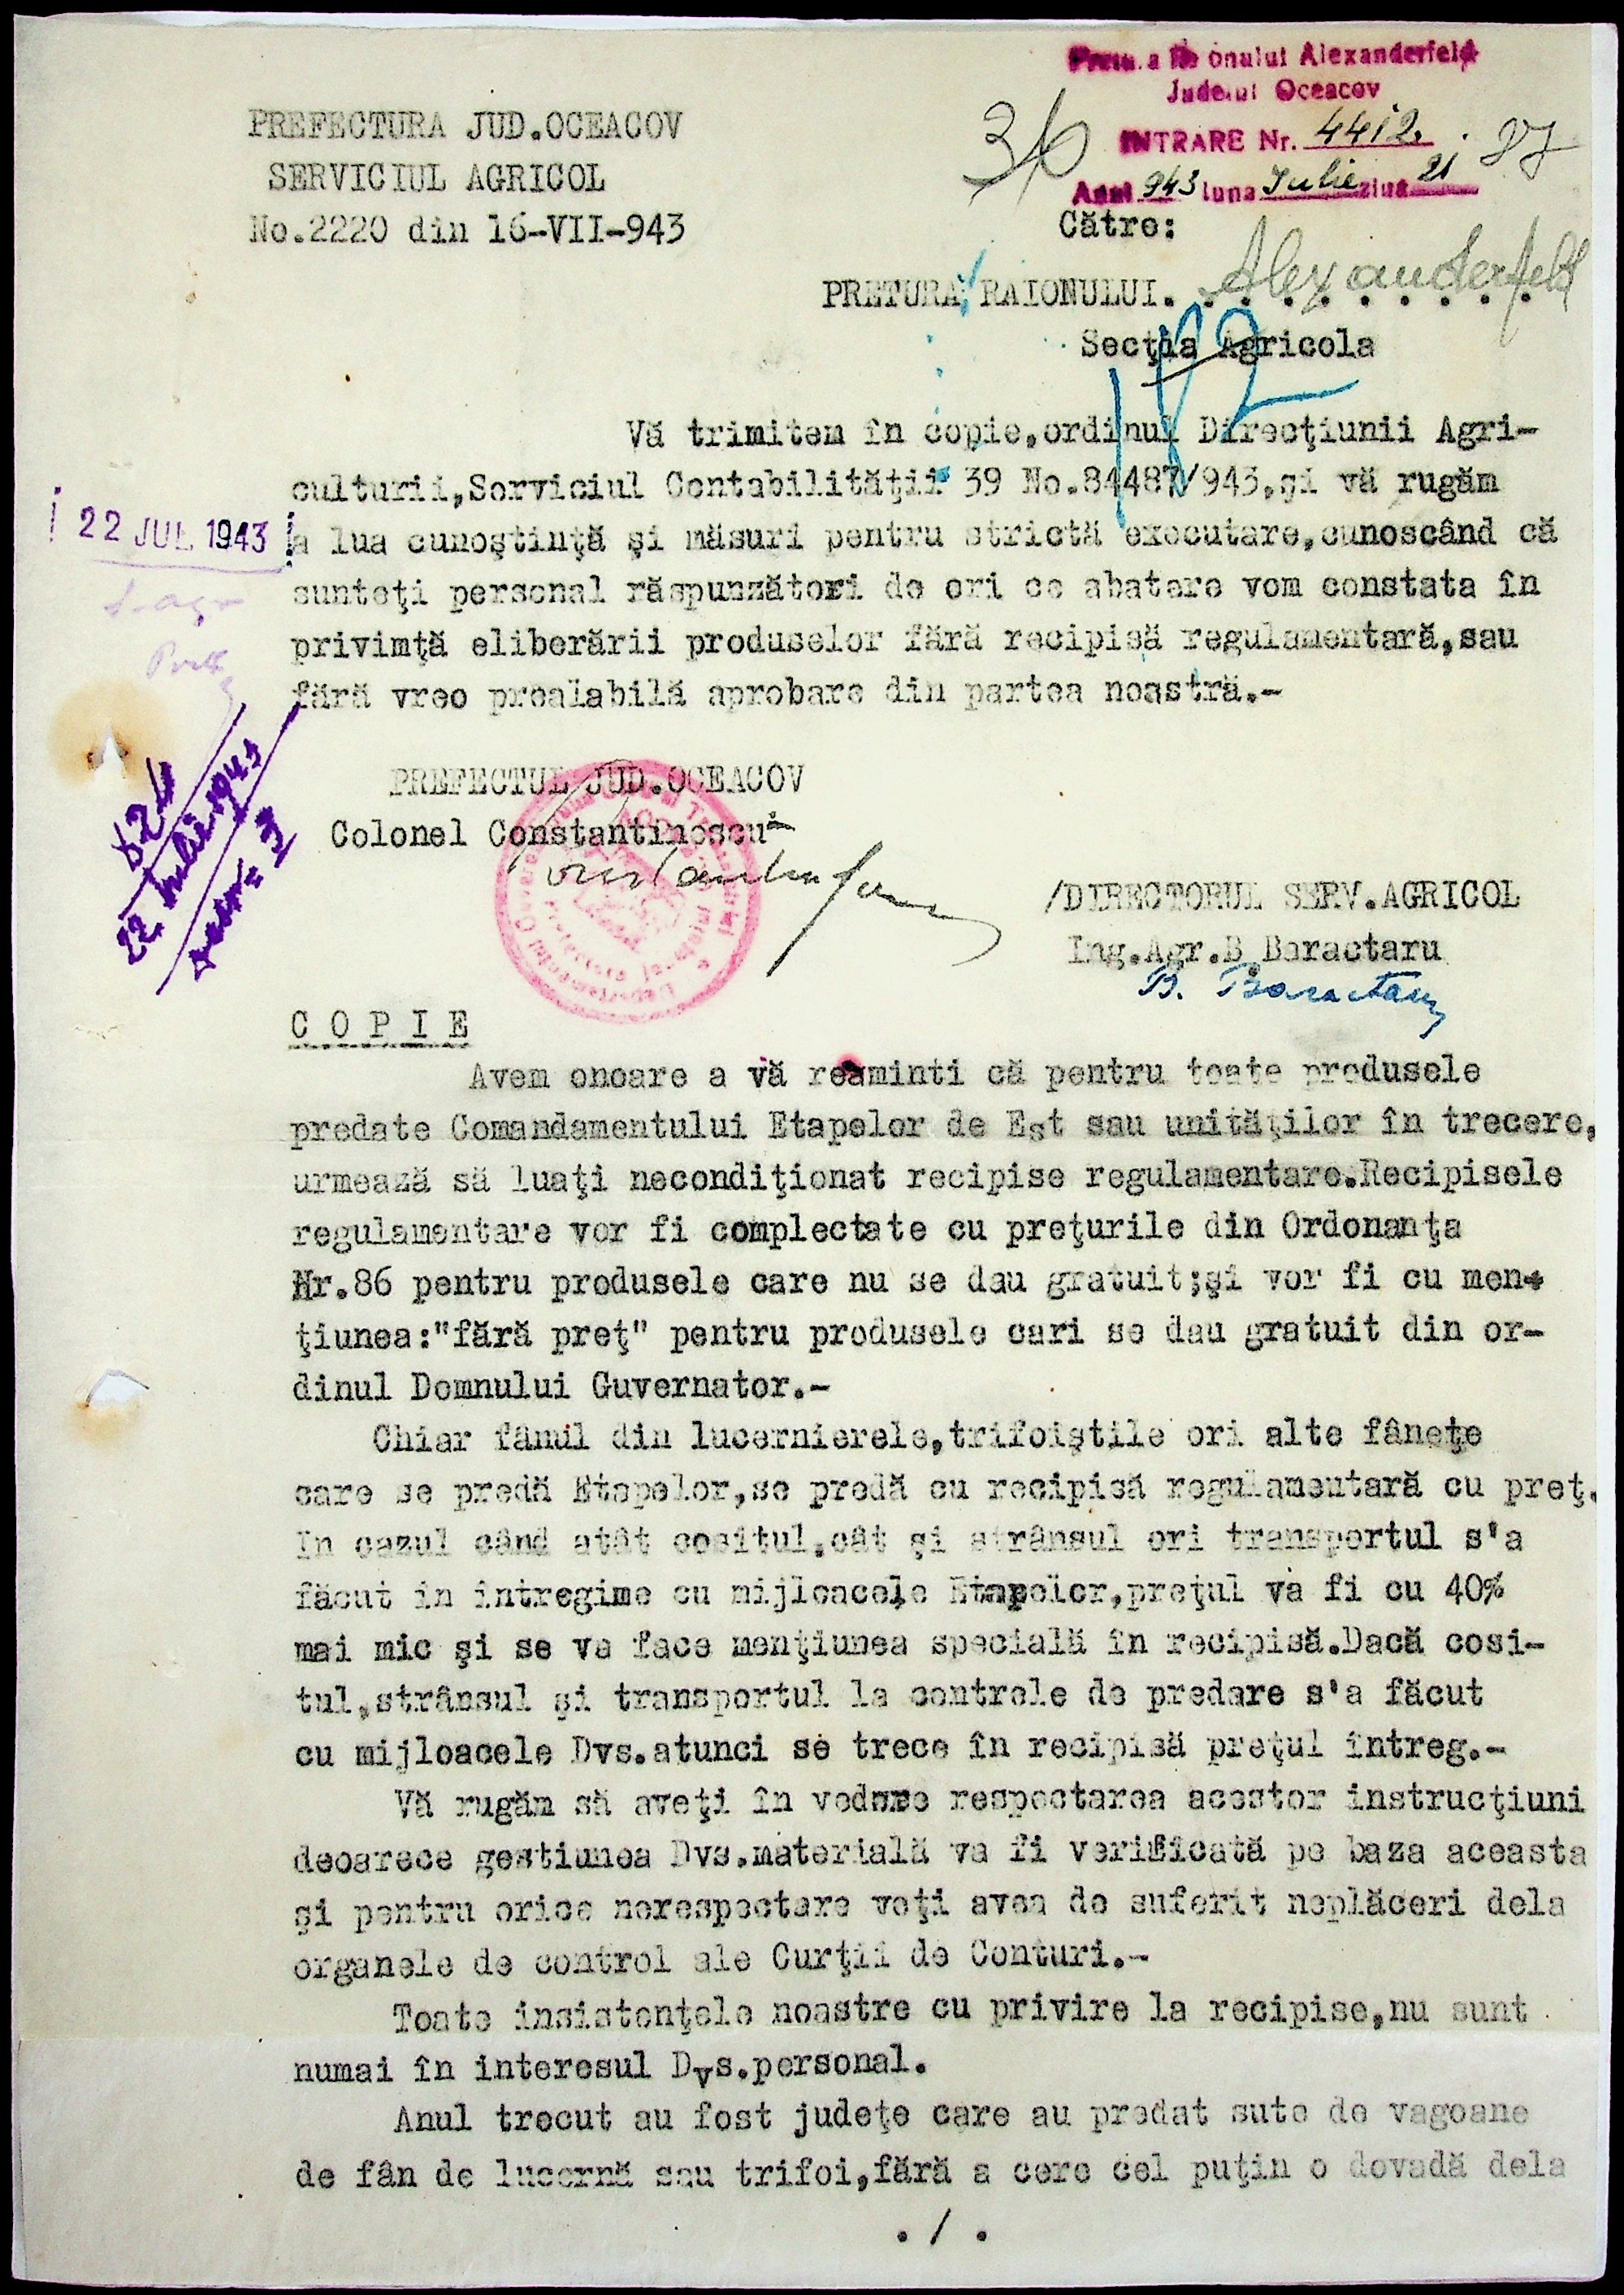 PREFECTURA JUD.OCEACOV
SERVICIUL AGRICOL
No.2220 din 16-VII-943
Alexanderfeld
Judeţul Oceacov
36
INTRARE Nr. 4412
87
Anul 943 luna Iulie ziua 21
Către:
PRETURA RAIONULUI. Alexanderfeld
Secţia Agricola
Vă trimitem în copie,ordinul Direcţiunii Agri-
culturii,Serviciul Contabilităţii 39 No.84487/943,şi vă rugăm
22 JUL 1943
a lua cunoştinţă şi măsuri pentru strictă executare,cunoscând că
sunteţi personal răspunzători de ori ce abatere vom constata în
privimţă eliberării produselor fără recipisă regulamentară,sau
fără vreo prealabilă aprobare din partea noastră.-
22 Iulie 1943
PREFECTUL JUD.OCEACOV
Colonel Constantinescu
/DIRECTORUL SERV.AGRICOL
Ing.Agr.B Baractaru
B. Baractaru
C O P I E
Avem onoare a vă reaminti că pentru toate produsele
predate Comandamentului Etapelor de Est sau unităţilor în trecere,
urmează să luaţi necondiţionat recipise regulamentare.Recipisele
regulamentare vor fi complectate cu preţurile din Ordonanţa
Nr.86 pentru produsele care nu se dau gratuit;şi vor fi cu men-
ţiunea:"fără preţ" pentru produsele cari se dau gratuit din or-
dinul Domnului Guvernator.-
Chiar fânul din lucernierele,trifoiştile ori alte fâneţe
care se predă Etapelor,se predă cu recipisă regulamentară cu preţ.
In cazul când atât cositul,cât şi strânsul ori transportul s'a
făcut in intregime cu mijloacele Etapelor,preţul va fi cu 40%
mai mic şi se va face menţiunea specială în recipisă.Dacă cosi-
tul,strânsul şi transportul la centrele de predare s'a făcut
cu mijloacele Dvs.atunci se trece în recipisă preţul întreg.-
Vă rugăm să aveţi în vedere respectarea acestor instrucţiuni
deoarece gestiunea Dvs.materială va fi verificată pe baza aceasta
şi pentru orice nerespectare veţi avea de suferit neplăceri dela
organele de control ale Curţii de Conturi.-
Toate insistenţele noastre cu privire la recipise,nu sunt
numai în interesul Dvs.personal.
Anul trecut au fost judeţe care au predat sute de vagoane
de fân de lucernă sau trifoi,fără a cere cel puţin o dovadă dela
./.